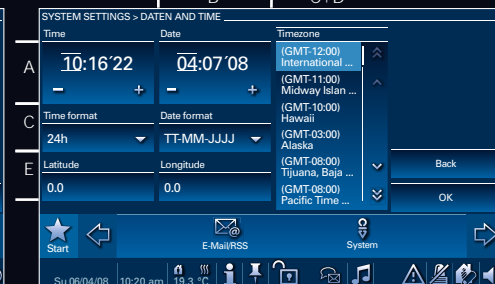 SYSTEM SETTINGS > DATEN AND TIME
Time
Date
Timezone
A
10:16´22
04:07´08
(GMT-12:00)
International ...
(GMT-11:00)
Midway Islan ...
− +
− +
(GMT-10:00)
Hawaii
C
Time format
Date format
24h
TT-MM-JJJJ
(GMT-03:00)
Alaska
E
Latitude
Longitude
(GMT-08:00)
Tijuana, Baja ...
Back
0.0
0.0
(GMT-08:00)
Pacific Time ...
OK
Start
E-Mail/RSS
System
Su 06/04/08
10:20 am
19.3 °C